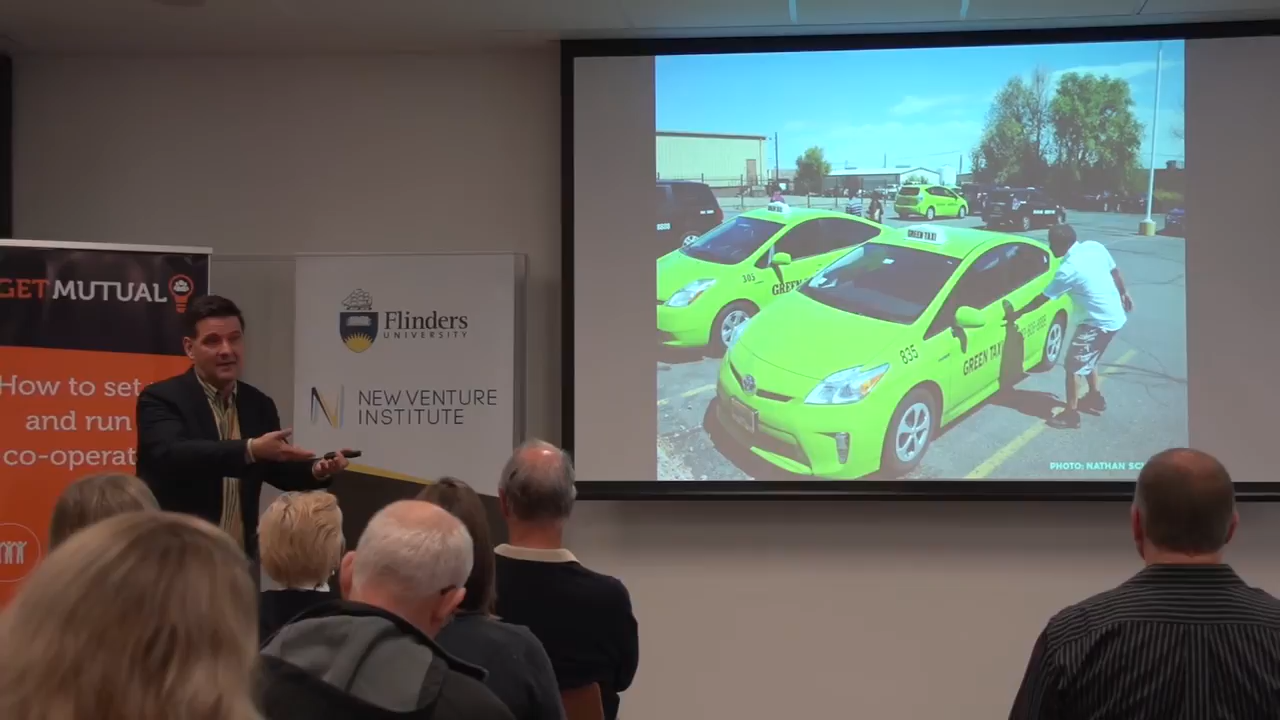 GET MUTUAL
How to set
and run
co-operat
Flinders
UNIVERSITY
NEW VENTURE
INSTITUTE
GREEN TAXI
305
GREEN
835
GREEN TAXI
PHOTO: NATHAN